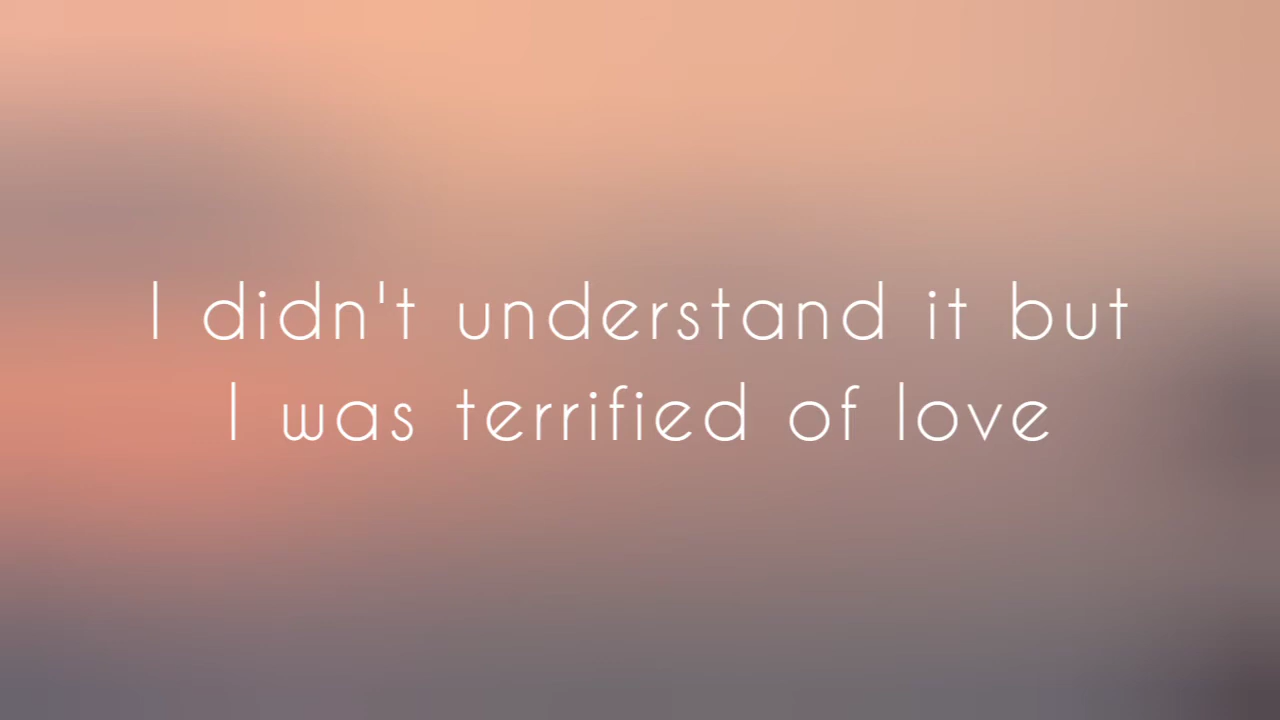 I didn't understand it but
I was terrified of love